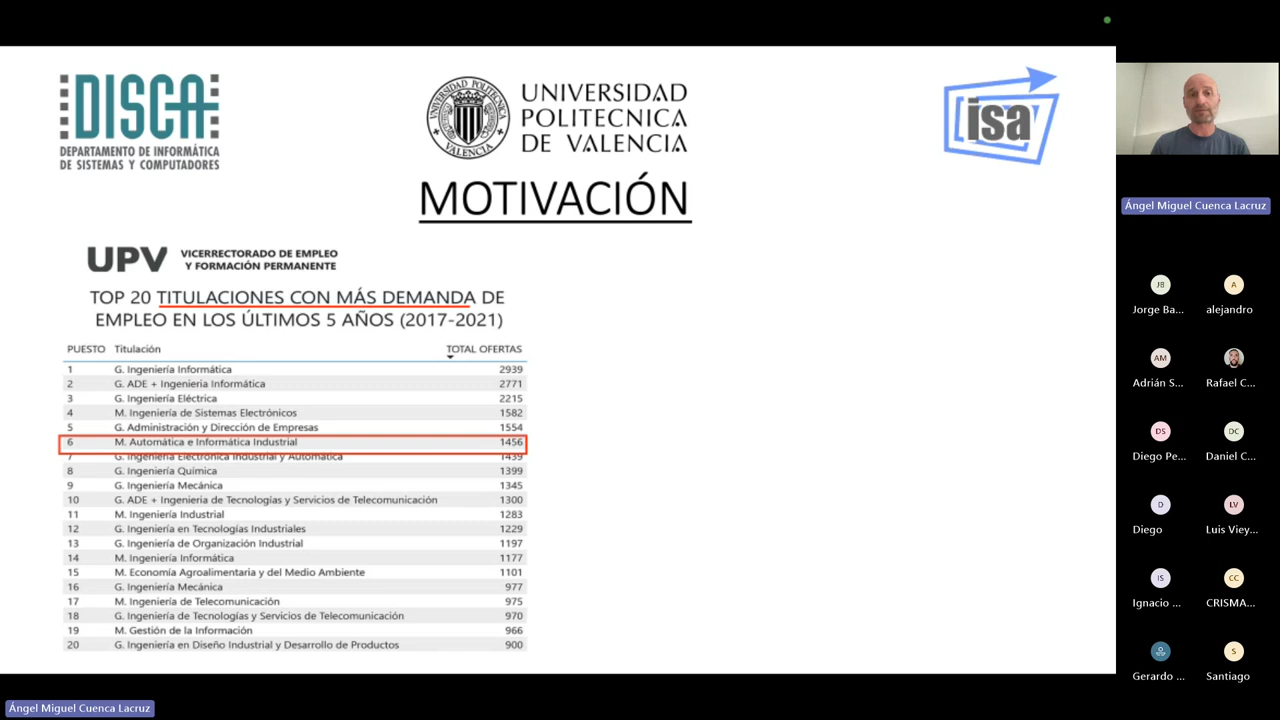 DISCA
DEPARTAMENTO DE INFORMÁTICA
DE SISTEMAS Y COMPUTADORES
UNIVERSIDAD POLITECNICA
VALENCIA
UNIVERSIDAD
POLITECNICA
DE VALENCIA
isa
MOTIVACIÓN
UPV
VICERRECTORADO DE EMPLEO
Y FORMACIÓN PERMANENTE
TOP 20 TITULACIONES CON MÁS DEMANDA DE
EMPLEO EN LOS ÚLTIMOS 5 AÑOS (2017-2021)
PUESTO Titulación TOTAL OFERTAS
1 G. Ingeniería Informática 2939
2 G. ADE + Ingenieria Informática 2771
3 G. Ingeniería Eléctrica 2215
4 M. Ingeniería de Sistemas Electrónicos 1582
5 G. Administración y Dirección de Empresas 1554
6 M. Automática e Informática Industrial 1456
7 G. Ingeniería Electrónica Industrial y Automática 1439
8 G. Ingeniería Química 1399
9 G. Ingeniería Mecánica 1345
10 G. ADE + Ingenieria de Tecnologías y Servicios de Telecomunicación 1300
11 M. Ingeniería Industrial 1283
12 G. Ingeniería en Tecnologías Industriales 1229
13 G. Ingeniería de Organización Industrial 1197
14 M. Ingeniería Informática 1177
15 M. Economía Agroalimentaria y del Medio Ambiente 1101
16 G. Ingeniería Mecánica 977
17 M. Ingeniería de Telecomunicación 975
18 G. Ingeniería de Tecnologías y Servicios de Telecomunicación 970
19 M. Gestión de la Información 966
20 G. Ingeniería en Diseño Industrial y Desarrollo de Productos 900
Ángel Miguel Cuenca Lacruz
JB A
Jorge Ba... alejandro
AM
Adrián S... Rafael C...
DS DC
Diego Pe... Daniel C...
D LV
Diego Luis Viey...
IS CC
Ignacio ... CRISMA...
S
Gerardo ... Santiago
Ángel Miguel Cuenca Lacruz